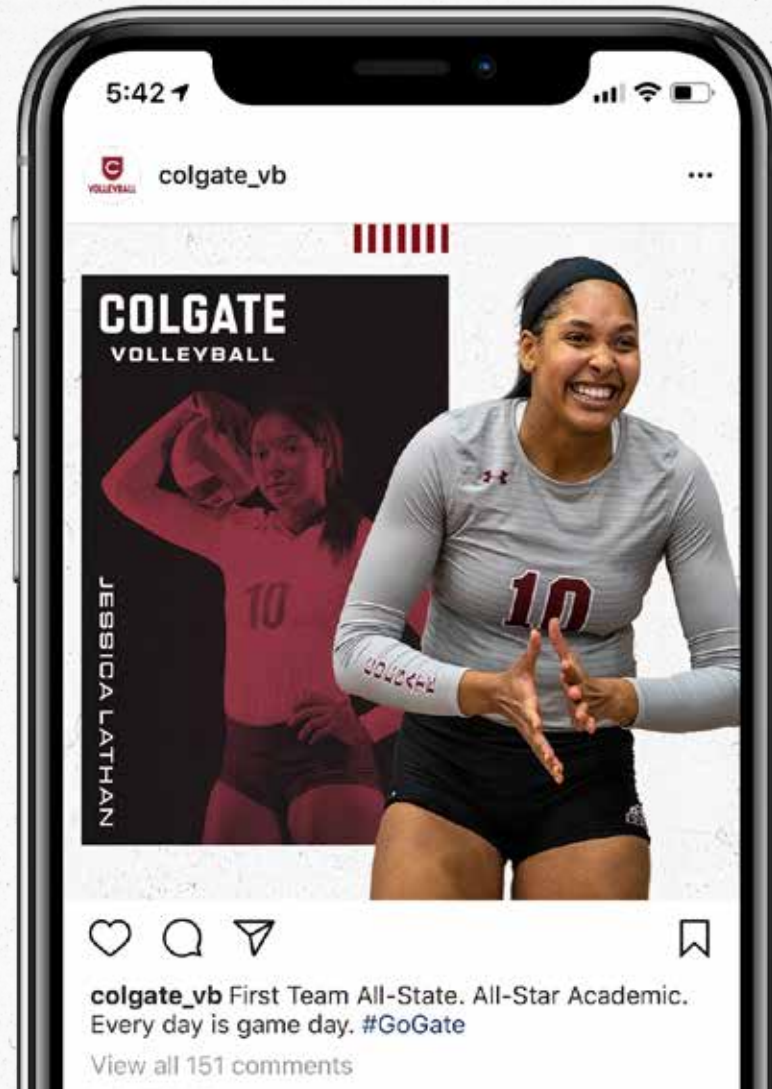 5:42
C
VOLLEYBALL
colgate_vb
COLGATE
VOLLEYBALL
JESSICA LATHAN
10
10
COLGATE
colgate_vb First Team All-State. All-Star Academic.
Every day is game day. #GoGate
View all 151 comments